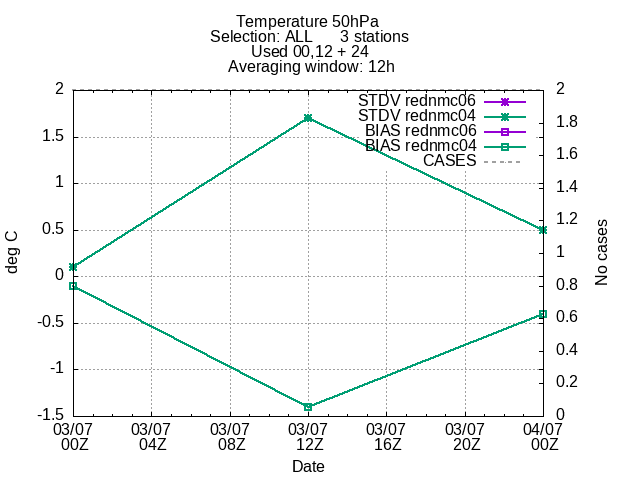 Temperature 50hPa
Selection: ALL      3 stations
Used 00,12 + 24
Averaging window: 12h
STDV rednmc06
STDV rednmc04
BIAS rednmc06
BIAS rednmc04
CASES
2
1.5
1
0.5
0
-0.5
-1
-1.5
deg C
2
1.8
1.6
1.4
1.2
1
0.8
0.6
0.4
0.2
0
No cases
03/07 03/07 03/07 03/07 03/07 03/07 04/07
00Z 04Z 08Z 12Z 16Z 20Z 00Z
Date